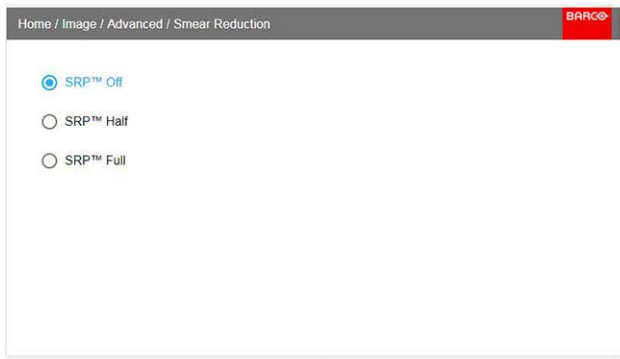 Home / Image / Advanced / Smear Reduction
BARCO
SRP™ Off
SRP™ Half
SRP™ Full